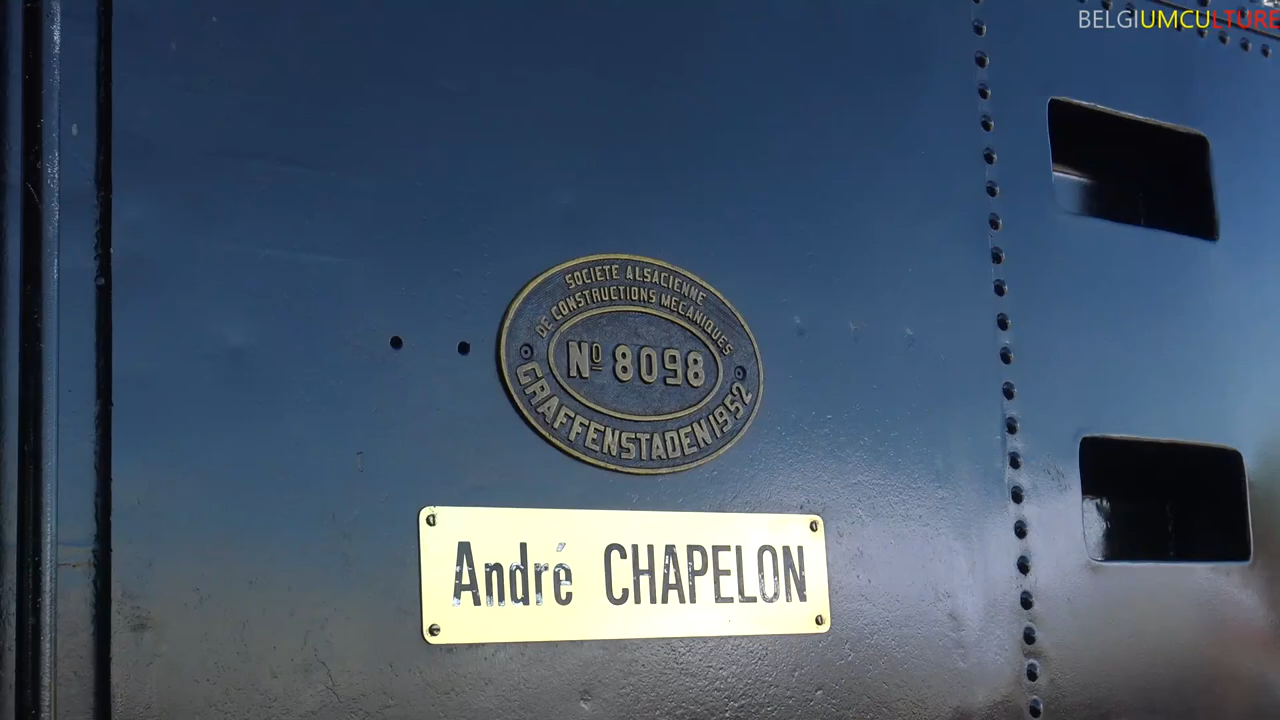 BELGIUMCULTURE
SOCIETE ALSACIENNE
DE CONSTRUCTIONS MECANIQUES
Nº 8098
GRAFFENSTADEN 1952
André CHAPELON